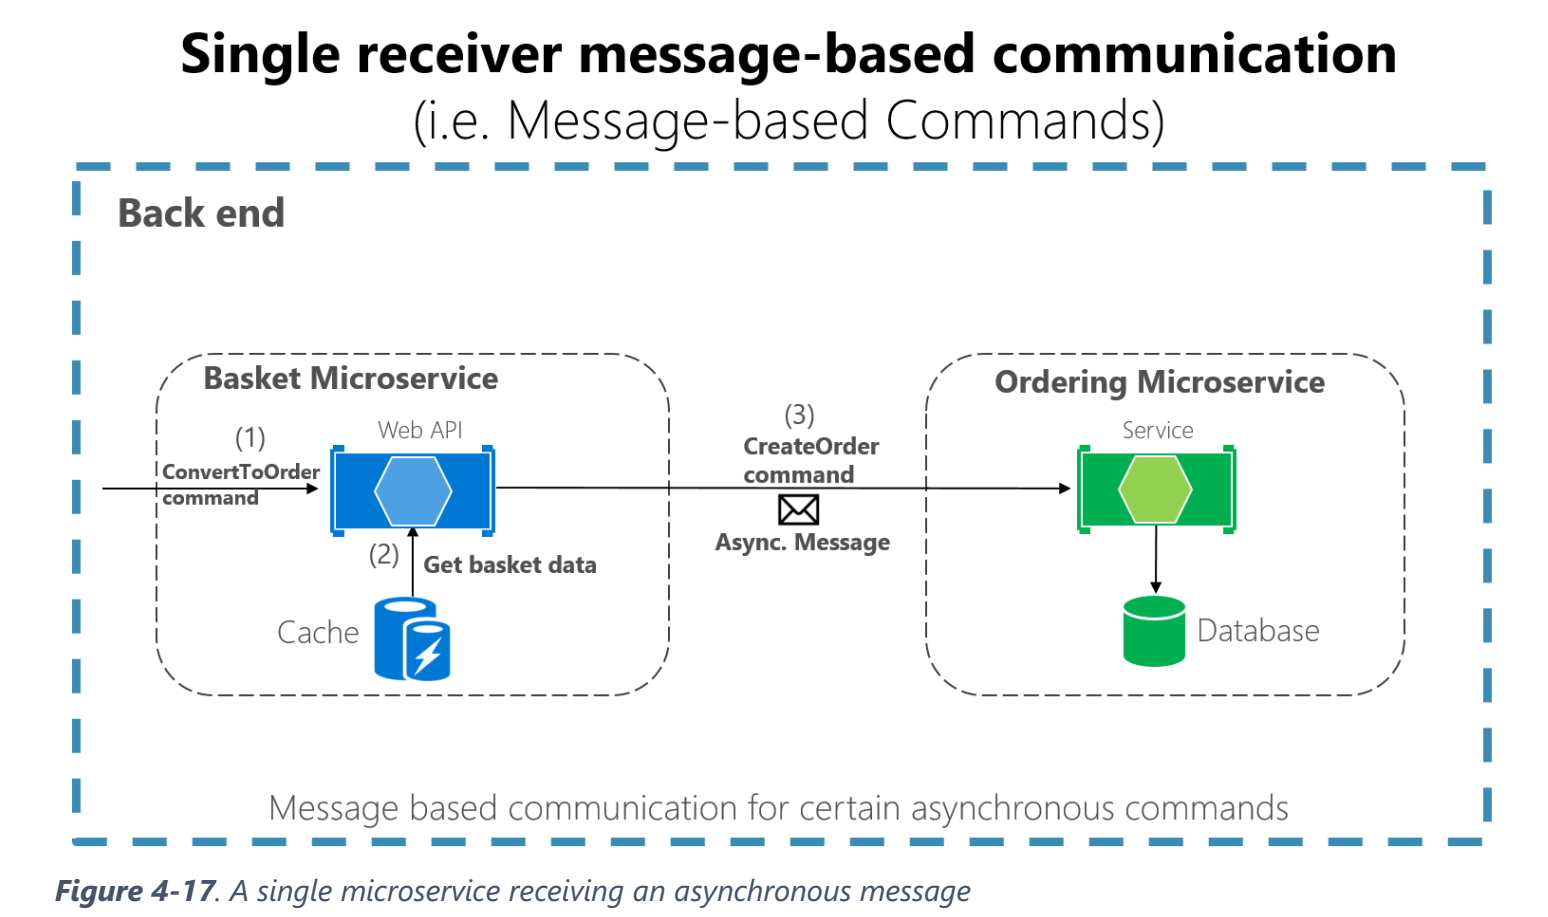 Single receiver message-based communication
(i.e. Message-based Commands)
Back end
Basket Microservice
Web API
(1)
ConvertToOrder
command
(2)
Get basket data
Cache
(3)
CreateOrder
command
Async. Message
Ordering Microservice
Service
Database
Message based communication for certain asynchronous commands
Figure 4-17. A single microservice receiving an asynchronous message